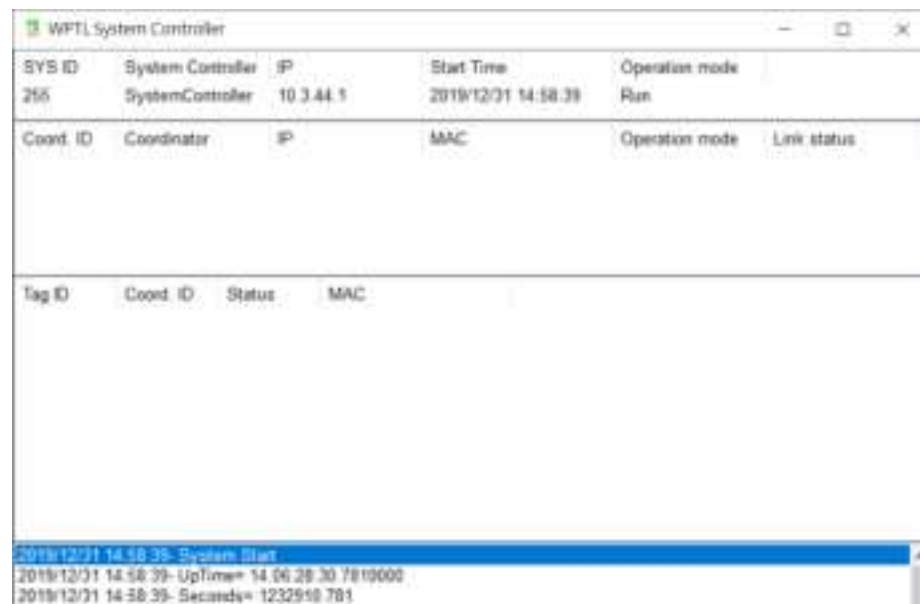 WPTL System Controller
SYS ID System Controller IP Start Time Operation mode
255 SystemController 10.3.44.1 2019/12/31 14:58:39 Run
Coord. ID Coordinator IP MAC Operation mode Link status
Tag ID Coord. ID Status MAC
2019/12/31 14:58:39- System Start
2019/12/31 14:58:39- UpTime= 14.06:28:30.7810000
2019/12/31 14:58:39- Seconds= 1232910.781